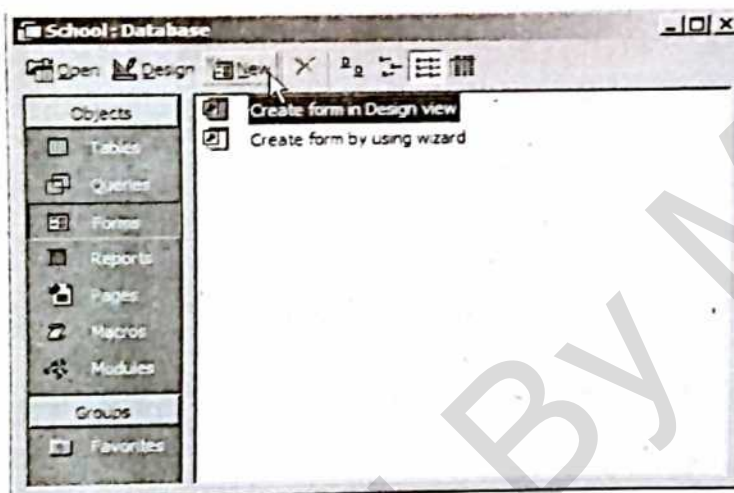 School : Database
Open Design New
Objects
Tables
Queries
Forms
Reports
Pages
Macros
Modules
Groups
Favorites
Create form in Design view
Create form by using wizard
By M